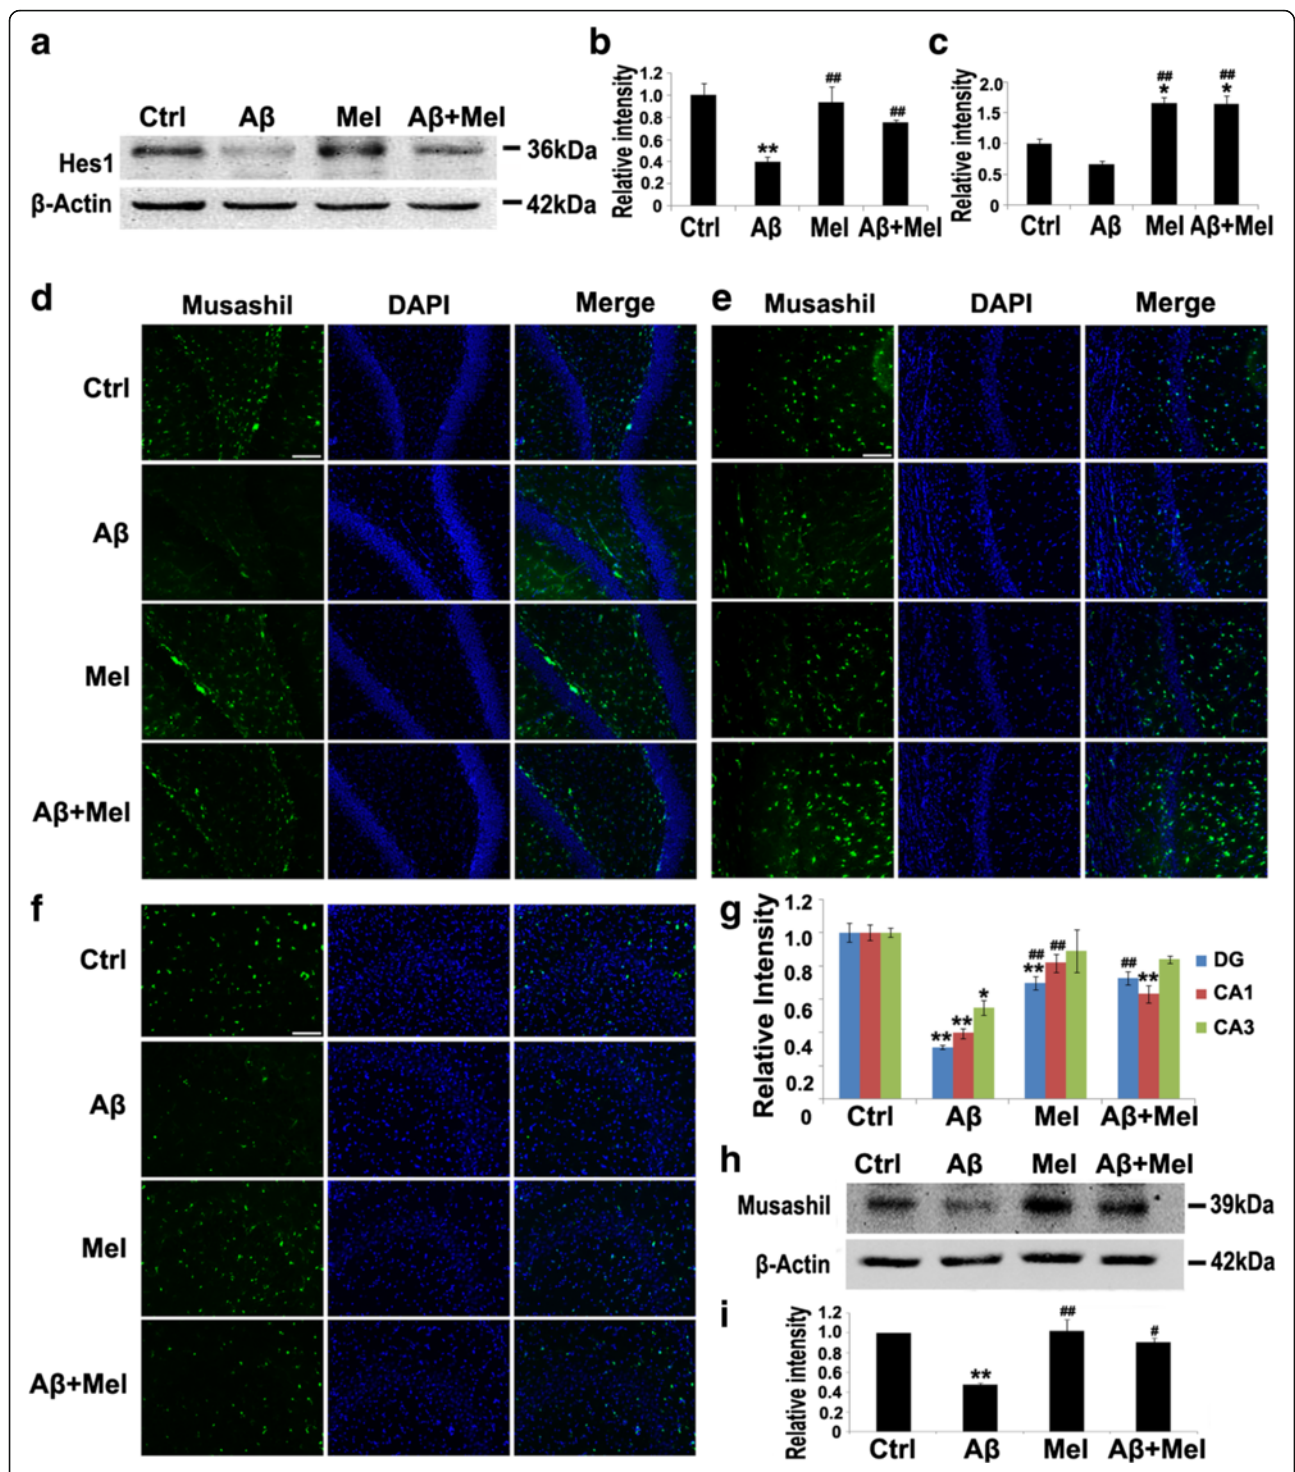 a
Ctrl Aβ Mel Aβ+Mel
Hes1
36kDa
β-Actin
42kDa
b
Relative intensity
1.2
1.0
0.8
0.6
0.4
0.2
0
**
##
##
Ctrl Aβ Mel Aβ+Mel
c
Relative intensity
2.0
1.5
1.0
0.5
0
##
*
##
*
Ctrl Aβ Mel Aβ+Mel
d
Musashil DAPI Merge
Ctrl
Aβ
Mel
Aβ+Mel
e
Musashil DAPI Merge
f
Ctrl
Aβ
Mel
Aβ+Mel
g
Relative Intensity
1.2
1.0
0.8
0.6
0.4
0.2
0
** ** *
##
**
##
##
**
Ctrl Aβ Mel Aβ+Mel
DG
CA1
CA3
h
Ctrl Aβ Mel Aβ+Mel
Musashil
39kDa
β-Actin
42kDa
i
Relative intensity
1.2
1.0
0.8
0.6
0.4
0.2
0
**
##
#
Ctrl Aβ Mel Aβ+Mel